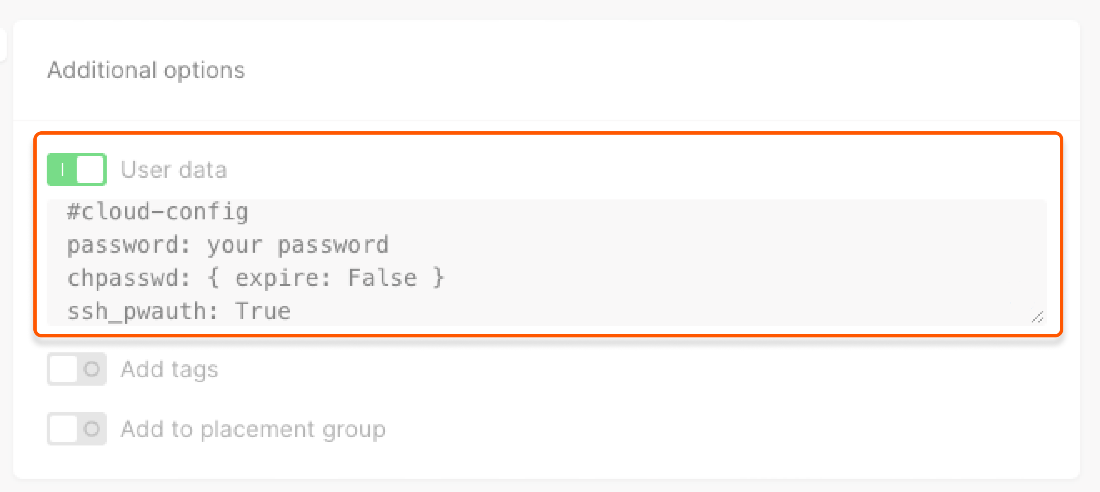 Additional options
User data
#cloud-config
password: your password
chpasswd: { expire: False }
ssh_pwauth: True
Add tags
Add to placement group